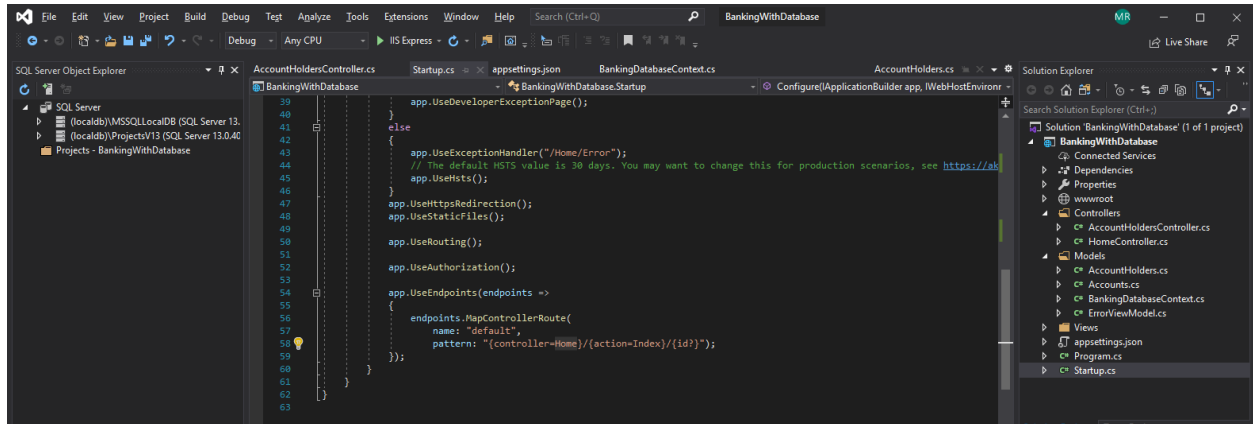 File Edit View Project Build Debug Test Analyze Tools Extensions Window Help Search (Ctrl+Q) BankingWithDatabase MR
Debug Any CPU IIS Express Live Share
SQL Server Object Explorer
SQL Server
(localdb)\MSSQLLocalDB (SQL Server 13.
(localdb)\ProjectsV13 (SQL Server 13.0.40
Projects - BankingWithDatabase
AccountHoldersController.cs Startup.cs appsettings.json BankingDatabaseContext.cs AccountHolders.cs
BankingWithDatabase BankingWithDatabase.Startup Configure(IApplicationBuilder app, IWebHostEnvironr
39 app.UseDeveloperExceptionPage();
40 }
41 else
42 {
43 app.UseExceptionHandler("/Home/Error");
44 // The default HSTS value is 30 days. You may want to change this for production scenarios, see https://ak
45 app.UseHsts();
46 }
47 app.UseHttpsRedirection();
48 app.UseStaticFiles();
49
50 app.UseRouting();
51
52 app.UseAuthorization();
53
54 app.UseEndpoints(endpoints =>
55 {
56 endpoints.MapControllerRoute(
57 name: "default",
58 pattern: "{controller=Home}/{action=Index}/{id?}");
59 });
60 }
61 }
62 }
63
Solution Explorer
Search Solution Explorer (Ctrl+;)
Solution 'BankingWithDatabase' (1 of 1 project)
BankingWithDatabase
Connected Services
Dependencies
Properties
wwwroot
Controllers
C# AccountHoldersController.cs
C# HomeController.cs
Models
C# AccountHolders.cs
C# Accounts.cs
C# BankingDatabaseContext.cs
C# ErrorViewModel.cs
Views
appsettings.json
C# Program.cs
C# Startup.cs